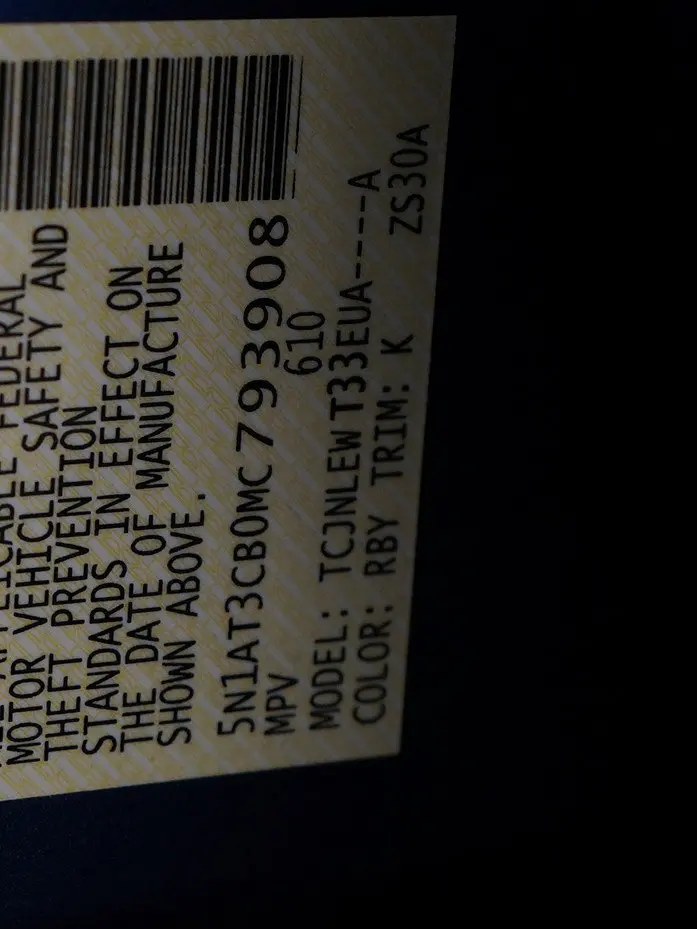 MOTOR VEHICLE SAFETY AND
THEFT PREVENTION
STANDARDS IN EFFECT ON
THE DATE OF MANUFACTURE
SHOWN ABOVE.
5N1AT3CB0MC793908
MPV 610
MODEL: TCJNLEWT33EUA----A
COLOR: RBY TRIM: K ZS30A